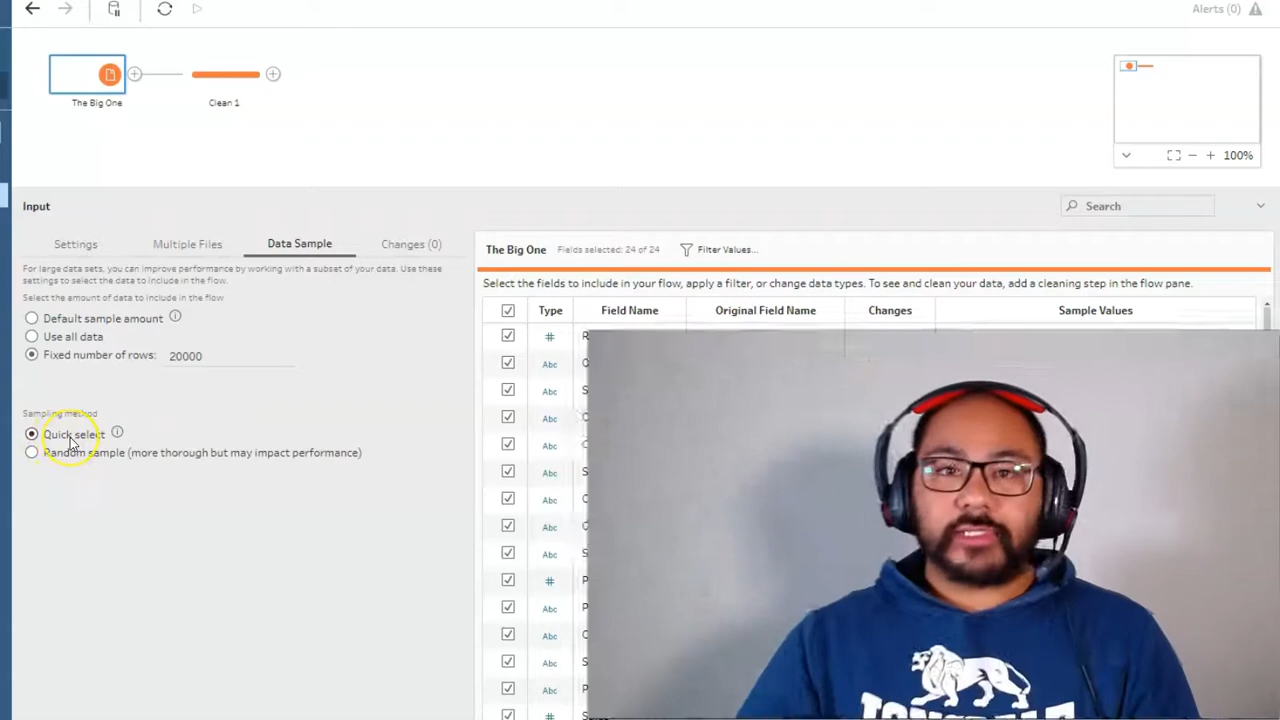 Alerts (0)
The Big One
Clean 1
100%
Input
Search
Settings
Multiple Files
Data Sample
Changes (0)
For large data sets, you can improve performance by working with a subset of your data. Use these
settings to select the data to include in the flow.
Select the amount of data to include in the flow
Default sample amount
Use all data
Fixed number of rows: 20000
Sampling method
Quick select
Random sample (more thorough but may impact performance)
The Big One
Fields selected: 24 of 24
Filter Values...
Select the fields to include in your flow, apply a filter, or change data types. To see and clean your data, add a cleaning step in the flow pane.
Type
Field Name
Original Field Name
Changes
Sample Values
#
Abc
Abc
Abc
Abc
Abc
Abc
Abc
Abc
#
Abc
Abc
Abc
Abc
#